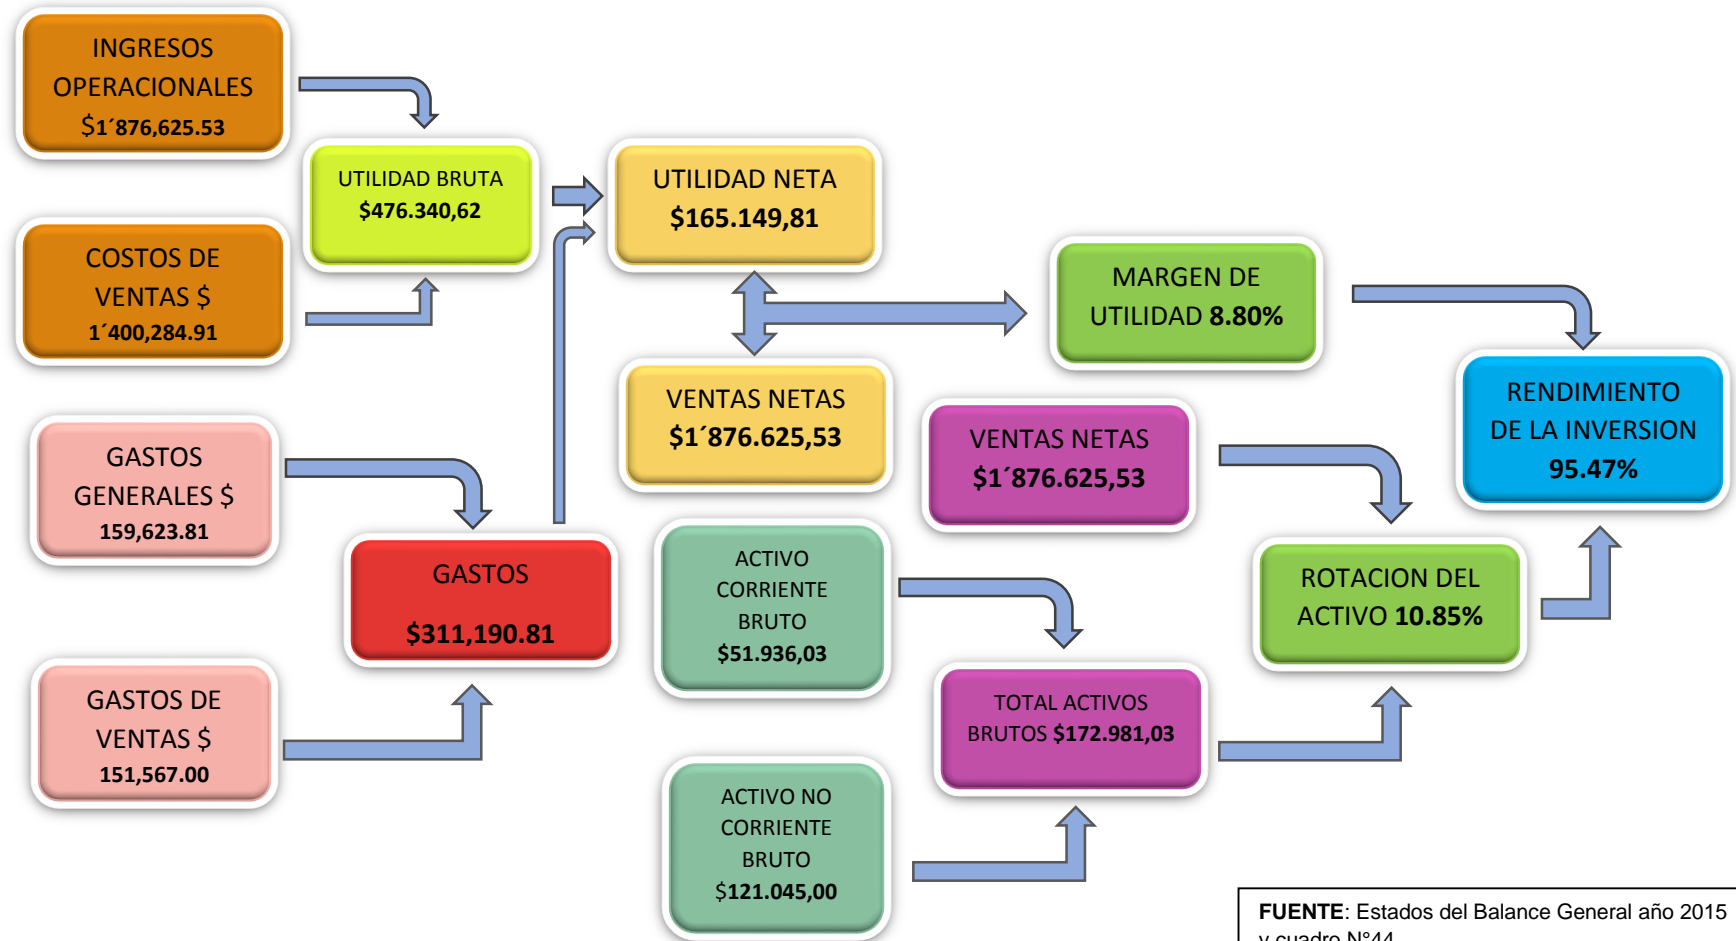 INGRESOS
OPERACIONALES
$1´876,625.53
COSTOS DE
VENTAS $
1´400,284.91
UTILIDAD BRUTA
$476.340,62
UTILIDAD NETA
$165.149,81
VENTAS NETAS
$1´876.625,53
MARGEN DE
UTILIDAD 8.80%
GASTOS
GENERALES $
159,623.81
GASTOS DE
VENTAS $
151,567.00
GASTOS
$311,190.81
VENTAS NETAS
$1´876.625,53
ACTIVO
CORRIENTE
BRUTO
$51.936,03
ACTIVO NO
CORRIENTE
BRUTO
$121.045,00
TOTAL ACTIVOS
BRUTOS $172.981,03
ROTACION DEL
ACTIVO 10.85%
RENDIMIENTO
DE LA INVERSION
95.47%
FUENTE: Estados del Balance General año 2015
y cuadro N°44